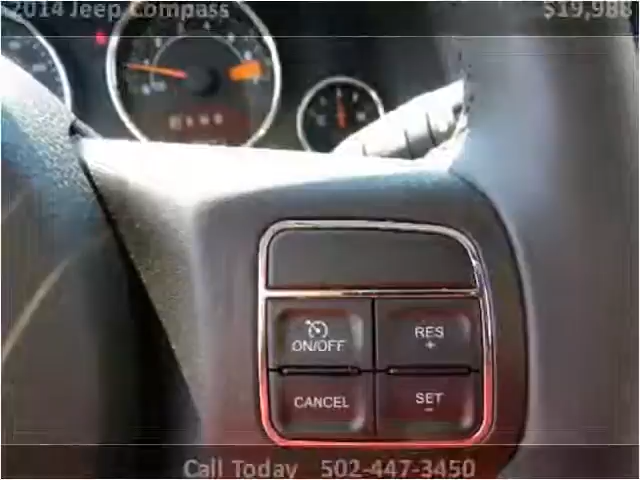 2014 Jeep Compass $19,988
ON/OFF RES
+
CANCEL SET
–
Call Today 502-447-3450